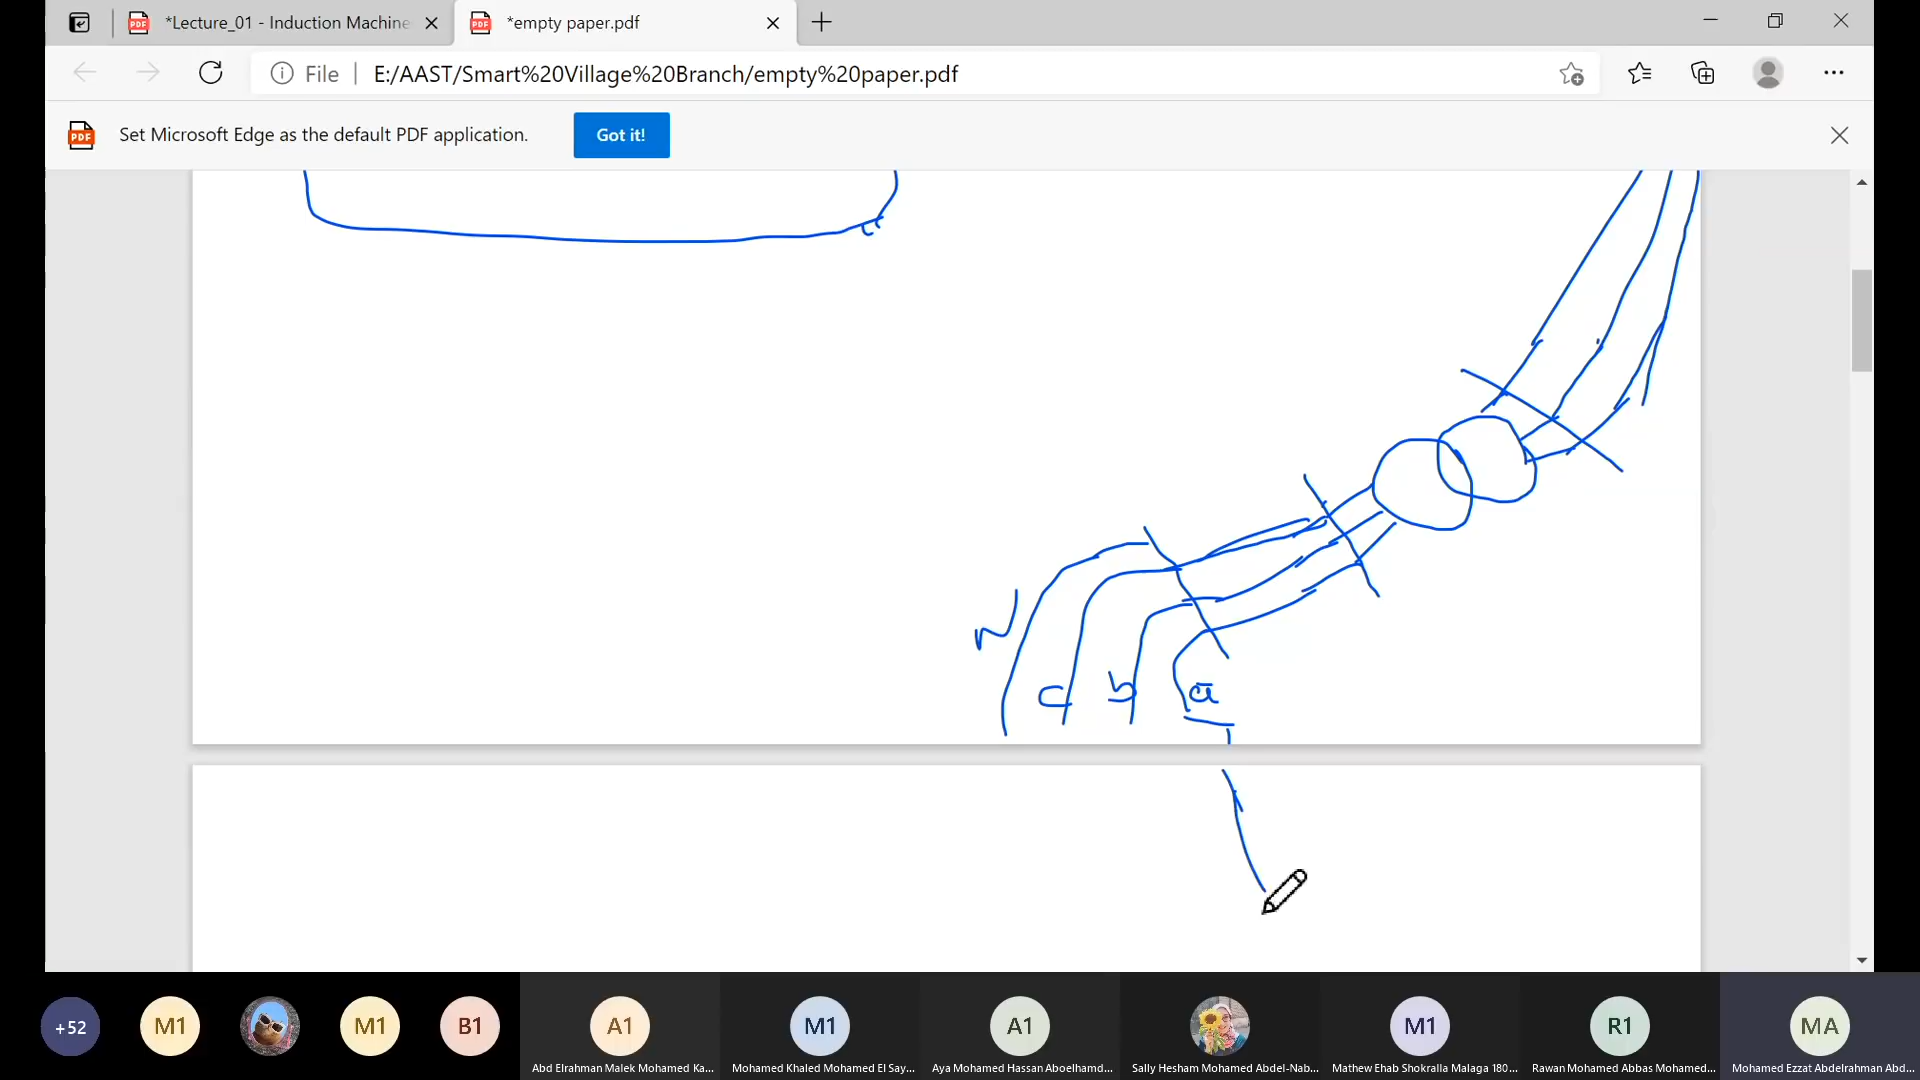 *Lecture_01 - Induction Machine
*empty paper.pdf
File
E:/AAST/Smart%20Village%20Branch/empty%20paper.pdf
PDF
Set Microsoft Edge as the default PDF application.
Got it!
N
c
b
a
+52
M1
M1
B1
A1
M1
A1
M1
R1
MA
Abd Elrahman Malek Mohamed Ka...
Mohamed Khaled Mohamed El Say...
Aya Mohamed Hassan Aboelhamd...
Sally Hesham Mohamed Abdel-Nab...
Mathew Ehab Shokralla Malaga 180...
Rawan Mohamed Abbas Mohamed...
Mohamed Ezzat Abdelrahman Abd...